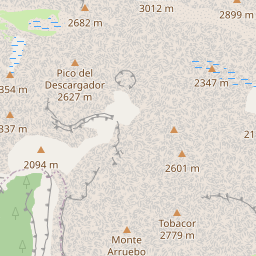 3012 m
2899 m
2682 m
Pico del
Descargador
2627 m
2347 m
354 m
337 m
2094 m
2601 m
Tobacor
2779 m
Monte
Arruebo